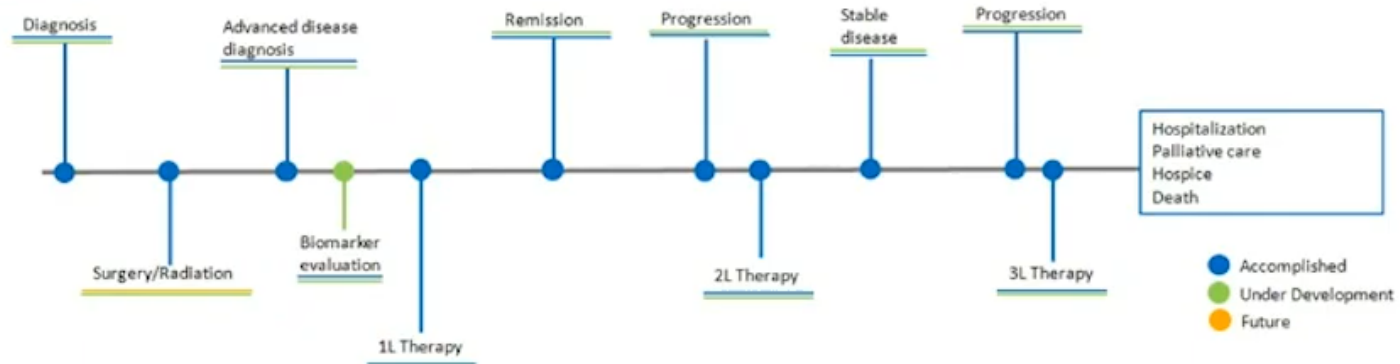 Diagnosis
Advanced disease
diagnosis
Remission
Progression
Stable
disease
Progression
Surgery/Radiation
Biomarker
evaluation
1L Therapy
2L Therapy
3L Therapy
Hospitalization
Palliative care
Hospice
Death
Accomplished
Under Development
Future